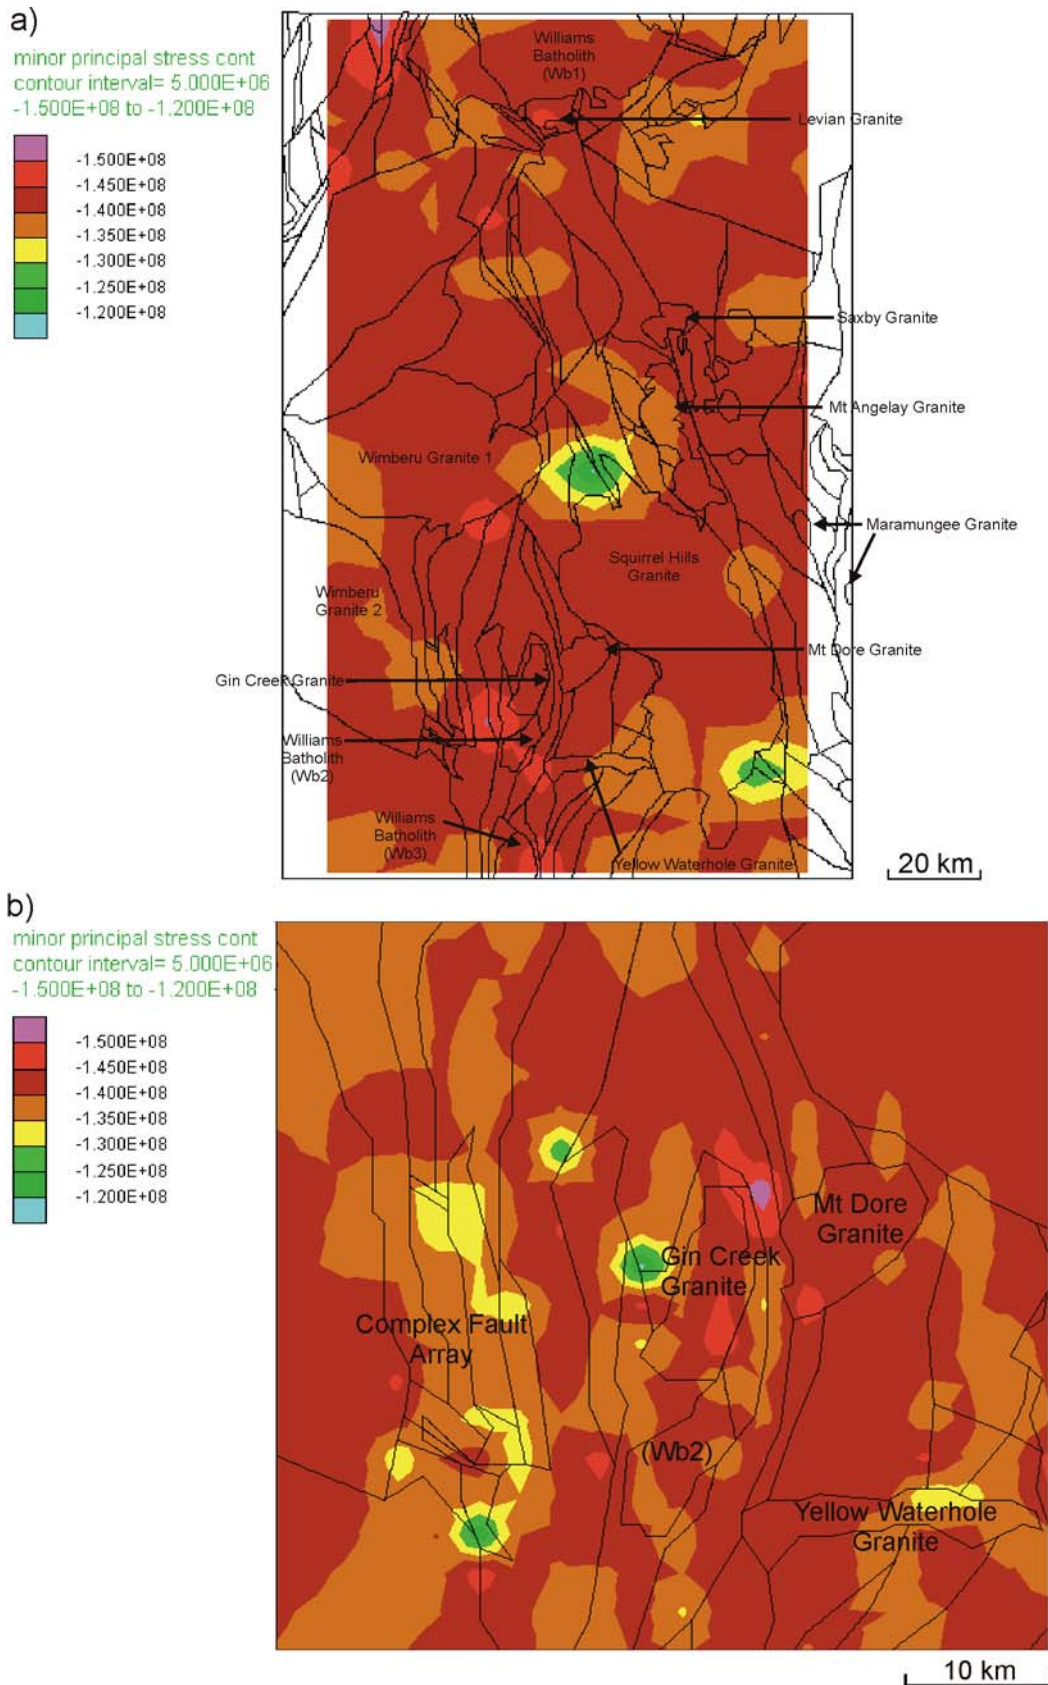 a)
minor principal stress cont
contour interval= 5.000E+06
-1.500E+08 to -1.200E+08
-1.500E+08
-1.450E+08
-1.400E+08
-1.350E+08
-1.300E+08
-1.250E+08
-1.200E+08
Williams
Batholith
(Wb1)
Levian Granite
Saxby Granite
Mt Angelay Granite
Wimberu Granite 1
Maramungee Granite
Squirrel Hills
Granite
Wimberu
Granite 2
Mt Dore Granite
Gin Creek Granite
Williams
Batholith
(Wb2)
Williams
Batholith
(Wb3)
Yellow Waterhole Granite
20 km
b)
minor principal stress cont
contour interval= 5.000E+06
-1.500E+08 to -1.200E+08
-1.500E+08
-1.450E+08
-1.400E+08
-1.350E+08
-1.300E+08
-1.250E+08
-1.200E+08
Mt Dore
Granite
Gin Creek
Granite
Complex Fault
Array
(Wb2)
Yellow Waterhole
Granite
10 km